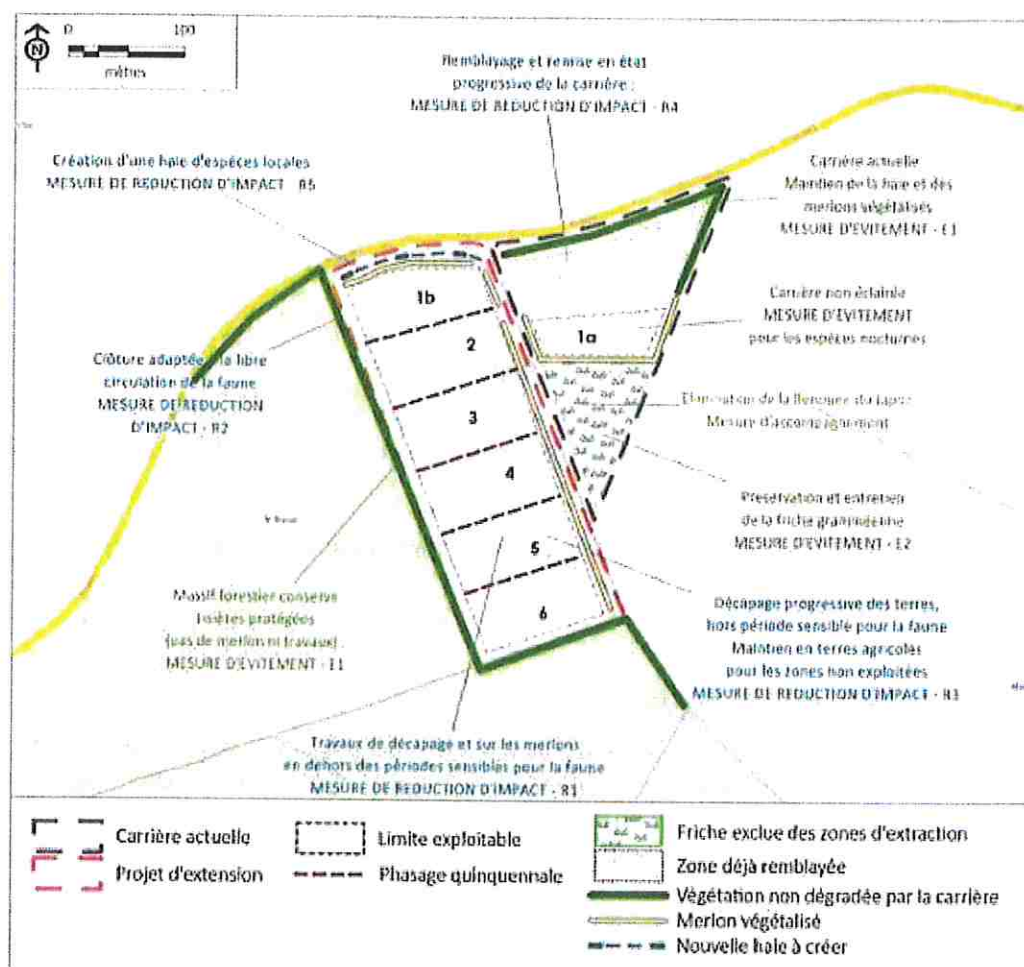 N
0 100
mètres
Remblayage et remise en état
progressive de la carrière :
MESURE DE REDUCTION D'IMPACT - R4
Création d'une haie d'espèces locales
MESURE DE REDUCTION D'IMPACT - R5
Carrière actuelle
Maintien de la haie et des
merlons végétalisés
MESURE D'EVITEMENT - E3
Carrière non éclairée
MESURE D'EVITEMENT
pour les espèces nocturnes
1b
2
3
4
5
6
1a
Clôture adaptée à la libre
circulation de la faune
MESURE DE REDUCTION
D'IMPACT - R2
Elimination de la Renouée du Japon
Mesure d'accompagnement
Préservation et entretien
de la friche graminéenne
MESURE D'EVITEMENT - E2
Massif forestier conservé
Lisières protégées
(pas de merlon ni travaux)
MESURE D'EVITEMENT - E1
Décapage progressive des terres,
hors période sensible pour la faune
Maintien en terres agricoles
pour les zones non exploitées
MESURE DE REDUCTION D'IMPACT - R3
Travaux de décapage et sur les merlons
en dehors des périodes sensibles pour la faune
MESURE DE REDUCTION D'IMPACT - R1
Carrière actuelle
Projet d'extension
Limite exploitable
Phasage quinquennale
Friche exclue des zones d'extraction
Zone déjà remblayée
Végétation non dégradée par la carrière
Merlon végétalisé
Nouvelle haie à créer